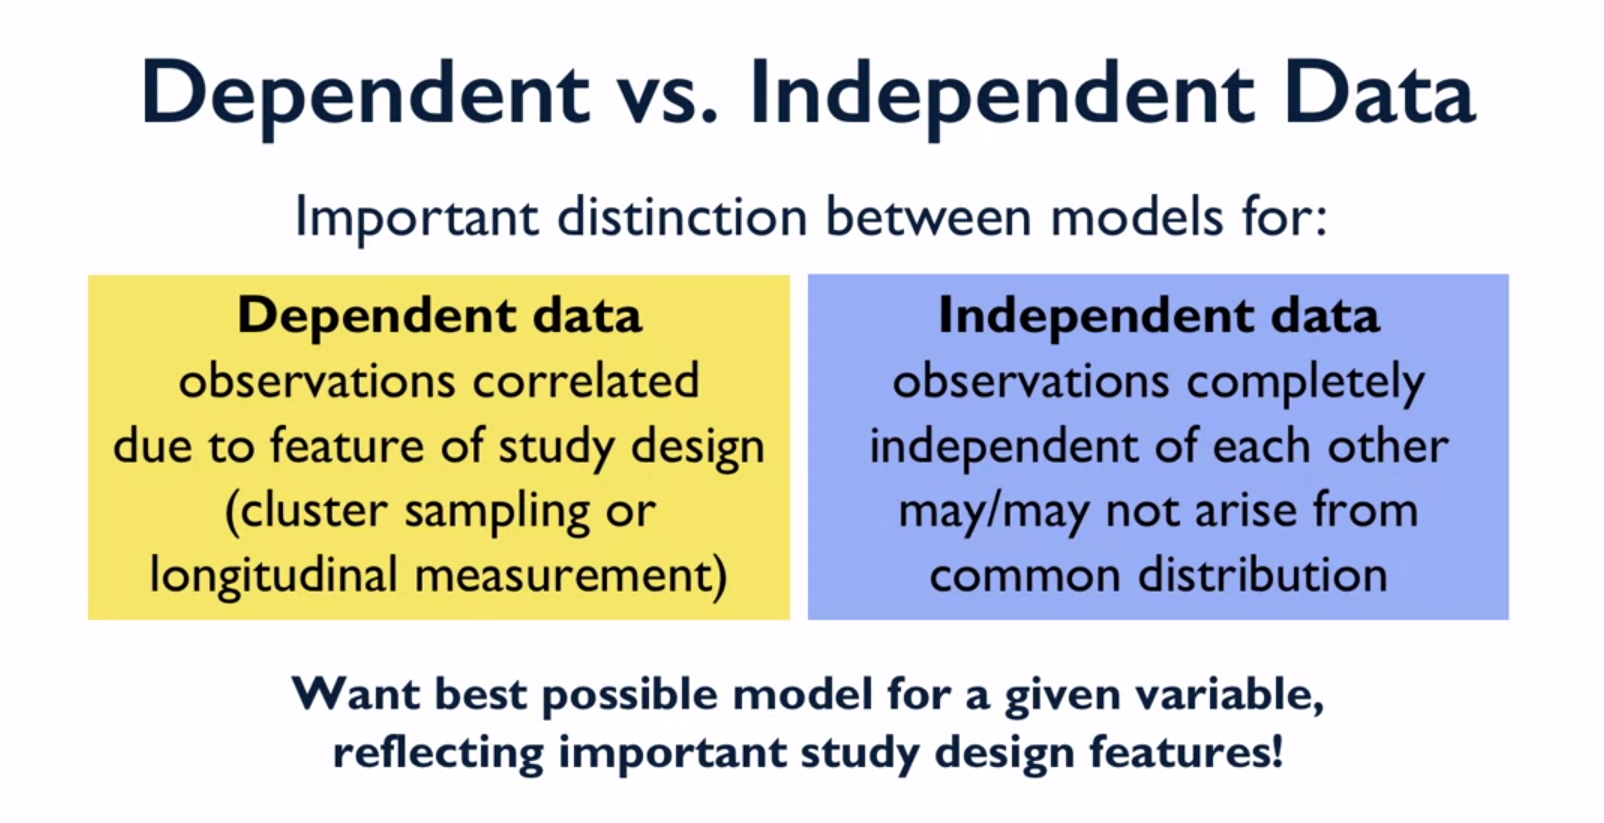 Dependent vs. Independent Data
Important distinction between models for:
Dependent data
observations correlated
due to feature of study design
(cluster sampling or
longitudinal measurement)
Independent data
observations completely
independent of each other
may/may not arise from
common distribution
Want best possible model for a given variable,
reflecting important study design features!